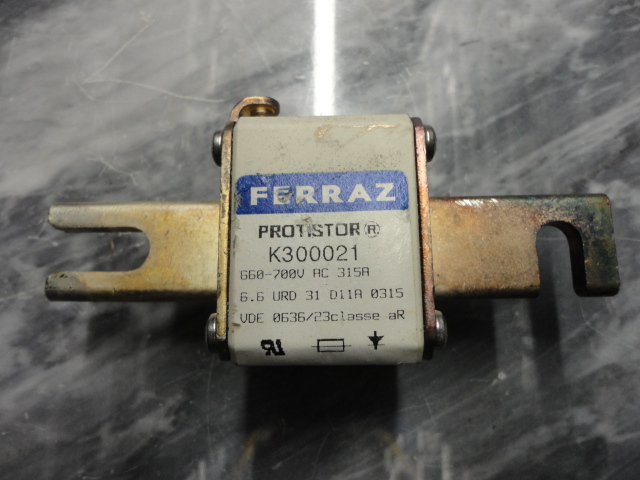 FERRAZ
PROTISTOR®
K300021
660-700V AC 315A
6.6 URD 31 D11A 0315
VDE 0636/23classe aR